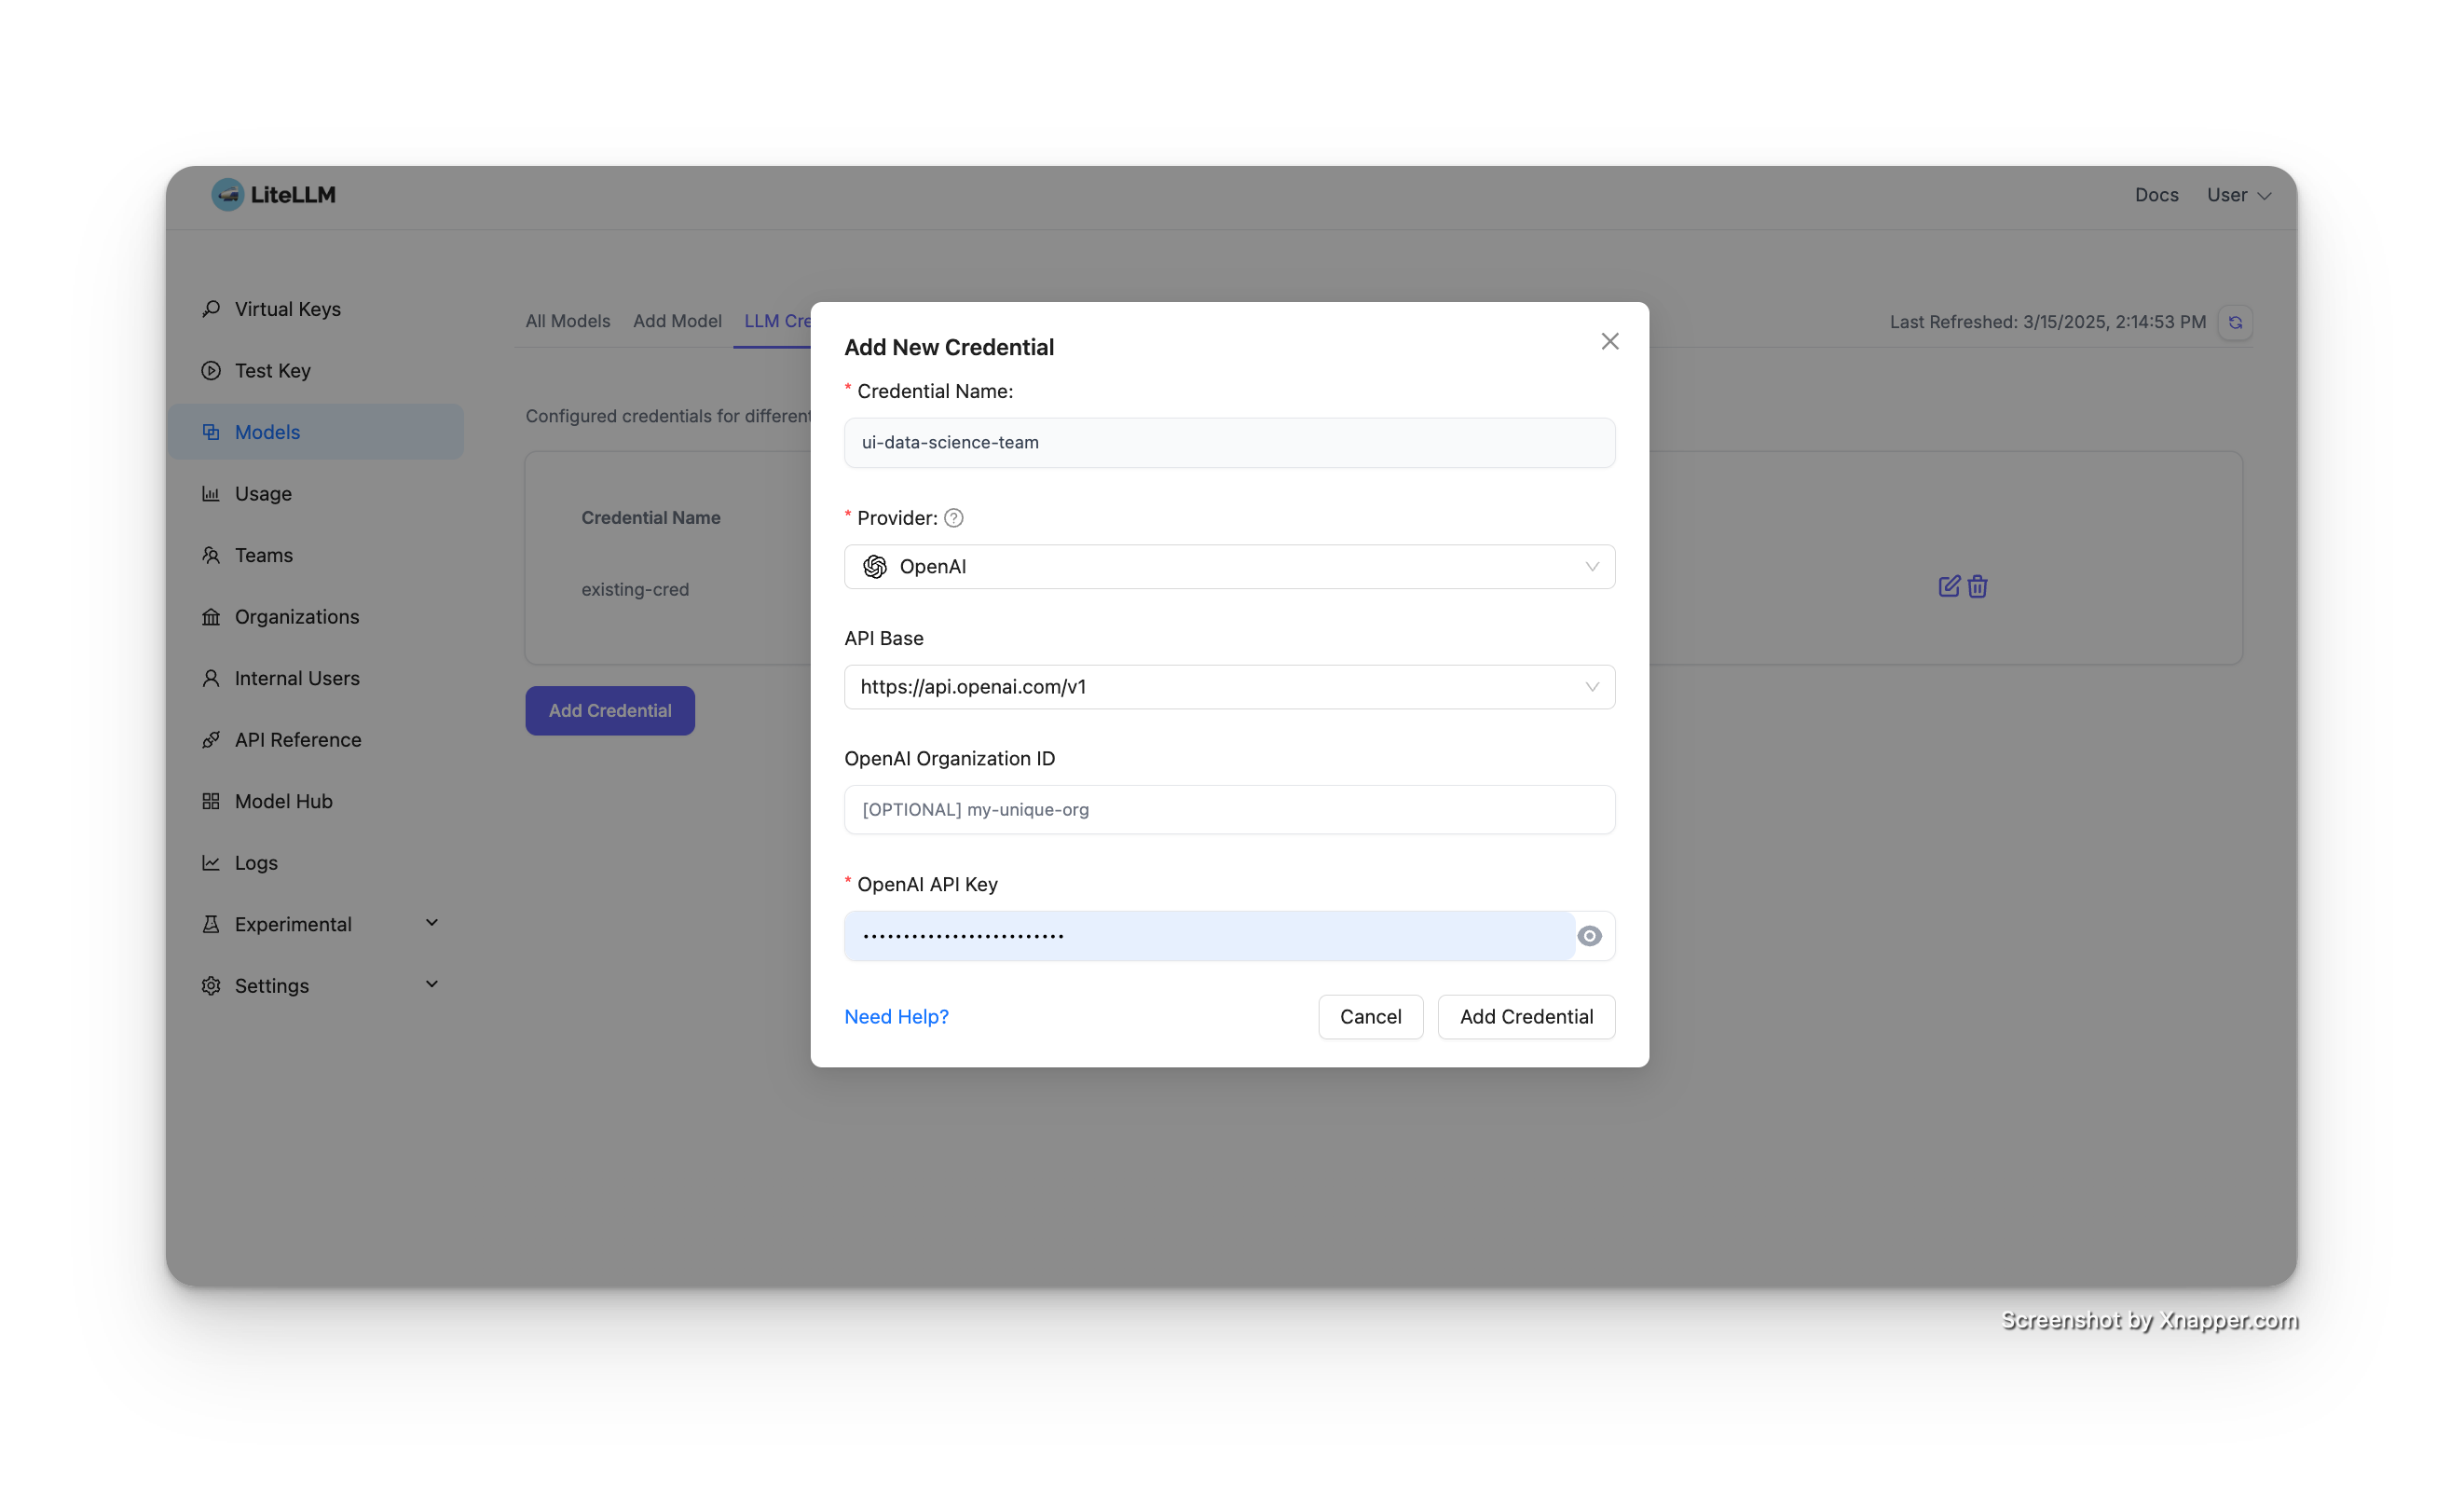 LiteLLM
Docs
User
Virtual Keys
Test Key
Models
Usage
Teams
Organizations
Internal Users
API Reference
Model Hub
Logs
Experimental
Settings
All Models
Add Model
LLM Cre
Last Refreshed: 3/15/2025, 2:14:53 PM
Configured credentials for different
Credential Name
existing-cred
Add Credential
Add New Credential
* Credential Name:
ui-data-science-team
* Provider: ?
OpenAI
API Base
https://api.openai.com/v1
OpenAI Organization ID
[OPTIONAL] my-unique-org
* OpenAI API Key
•••••••••••••••••••••••••
Need Help?
Cancel
Add Credential
Screenshot by Xnapper.com